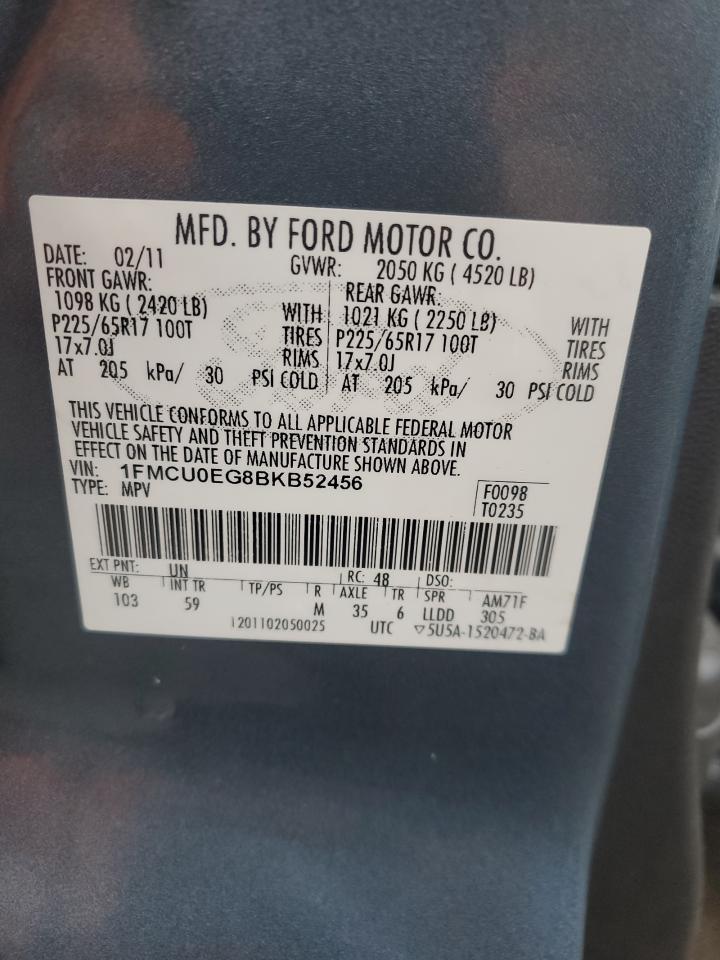 MFD. BY FORD MOTOR CO.
DATE: 02/11 GVWR: 2050 KG ( 4520 LB)
FRONT GAWR: REAR GAWR:
1098 KG ( 2420 LB) WITH 1021 KG ( 2250 LB) WITH
P225/65R17 100T TIRES P225/65R17 100T TIRES
17x7.0J RIMS 17x7.0J RIMS
AT 205 kPa/ 30 PSI COLD AT 205 kPa/ 30 PSI COLD
THIS VEHICLE CONFORMS TO ALL APPLICABLE FEDERAL MOTOR
VEHICLE SAFETY AND THEFT PREVENTION STANDARDS IN
EFFECT ON THE DATE OF MANUFACTURE SHOWN ABOVE.
VIN: 1FMCU0EG8BKB52456
TYPE: MPV
F0098
T0235
EXT PNT: UN RC: 48 DSO:
WB INT TR TP/PS R AXLE TR SPR AM71F
103 59 M 35 6 LLDD 305
1201102050025 UTC ▽5U5A-1520472-BA